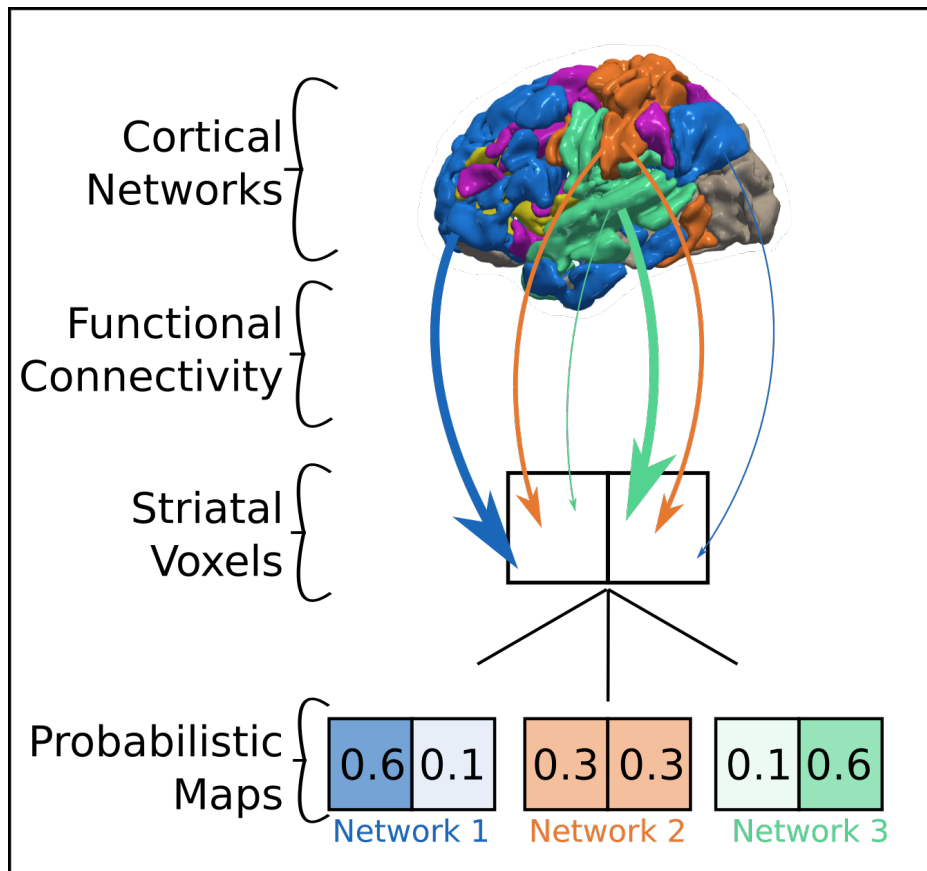 Cortical
Networks
Functional
Connectivity
Striatal
Voxels
Probabilistic
Maps
0.6 0.1 0.3 0.3 0.1 0.6
Network 1 Network 2 Network 3